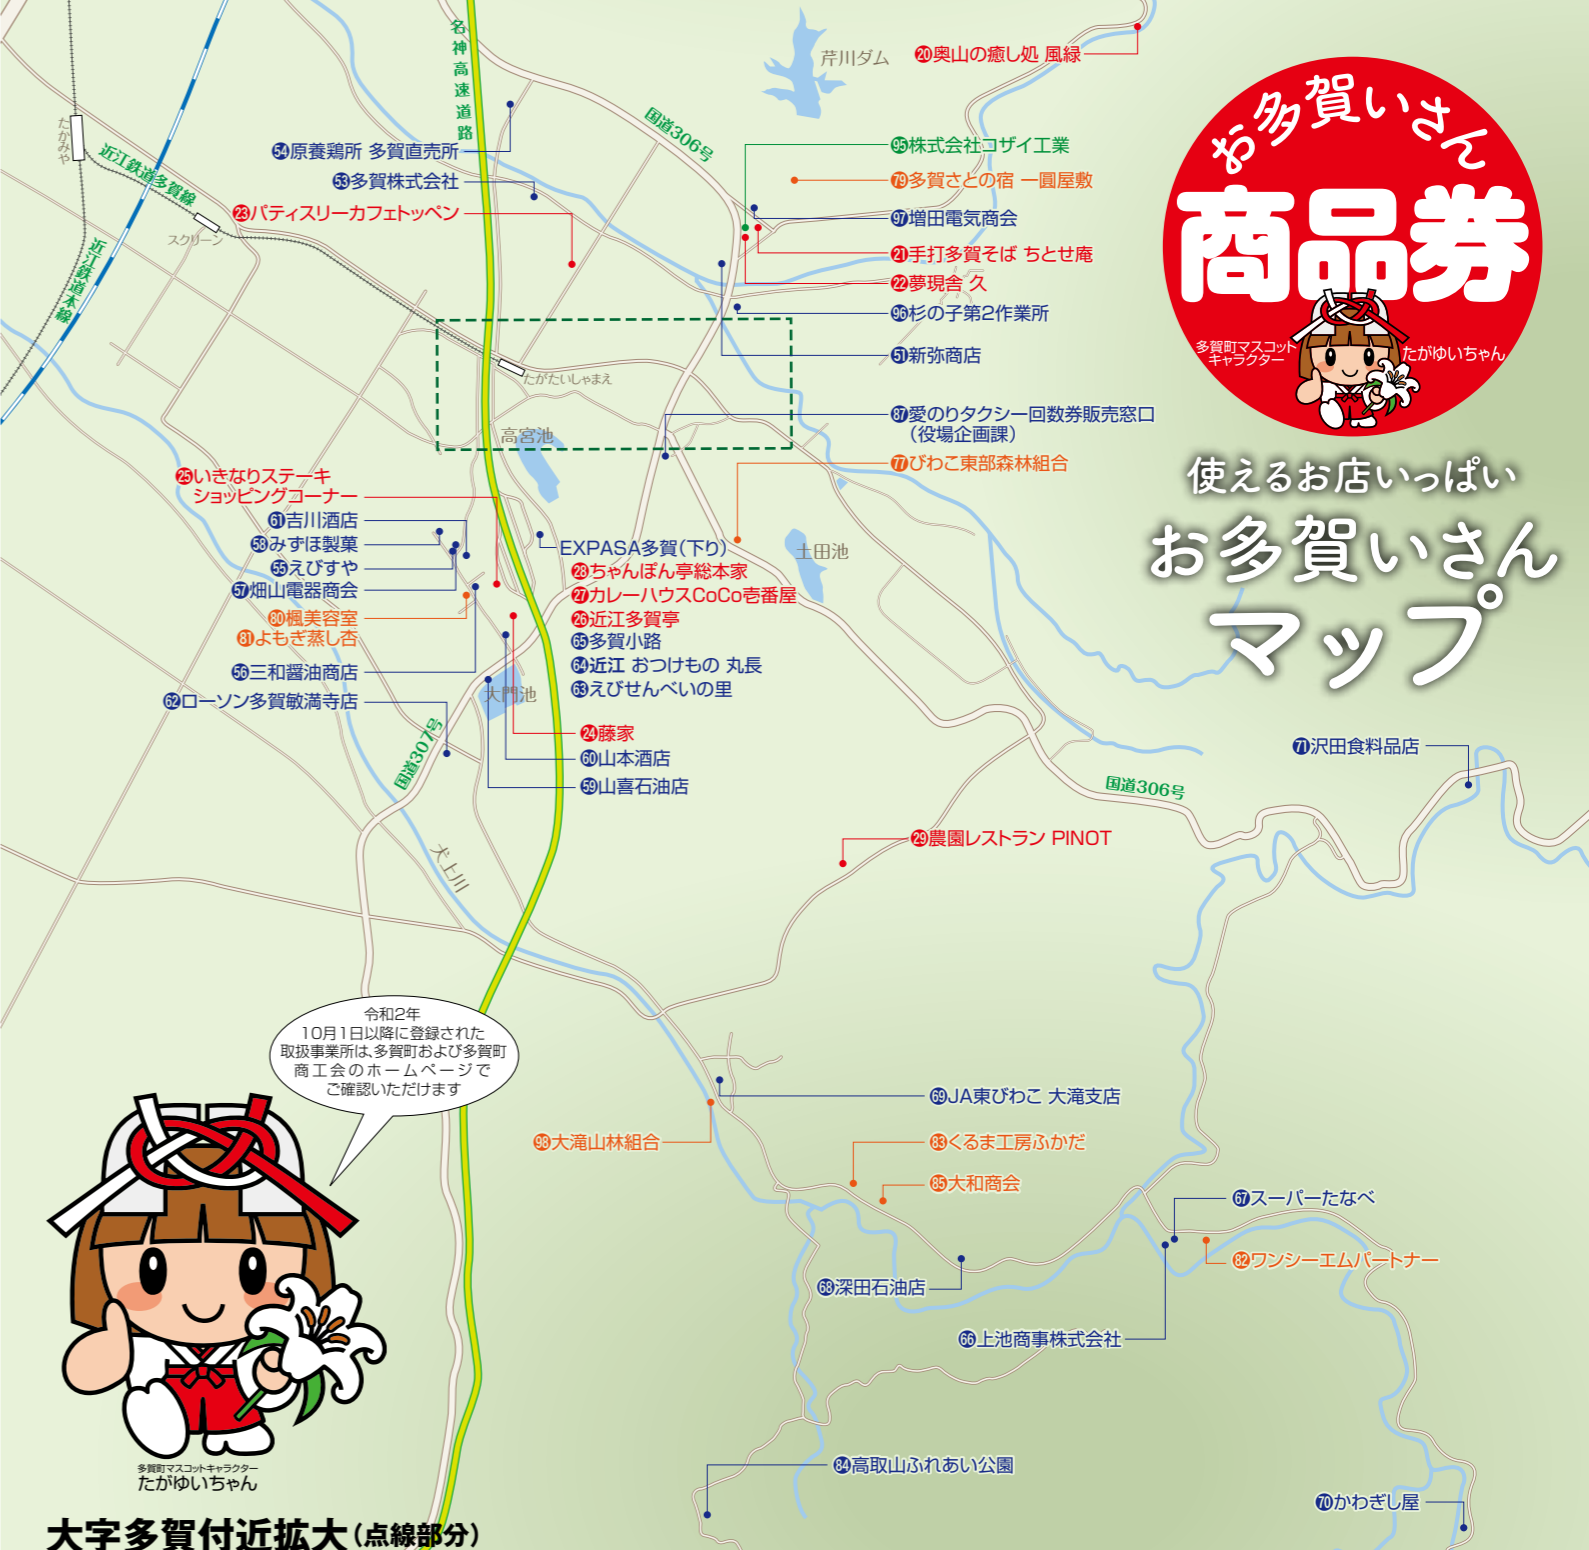 お多賀いさん
商品券
多賀町マスコット
キャラクター
たがゆいちゃん
使えるお店いっぱい
お多賀いさん
マップ
名神高速道路
芹川ダム
⑳奥山の癒し処 風緑
国道306号
たかみや
近江鉄道多賀線
スクリーン
近江鉄道本線
54原養鶏所 多賀直売所
53多賀株式会社
23パティスリーカフェトッペン
95株式会社コザイ工業
79多賀さとの宿 一圓屋敷
97増田電気商会
21手打多賀そば ちとせ庵
22夢現舎 久
96杉の子第2作業所
51新弥商店
たがたいしゃまえ
高宮池
87愛のりタクシー回数券販売窓口
（役場企画課）
77びわこ東部森林組合
25いきなりステーキ
ショッピングコーナー
61吉川酒店
58みずほ製菓
55えびすや
57畑山電器商会
80楓美容室
81よもぎ蒸し杏
56三和醤油商店
62ローソン多賀敏満寺店
EXPASA多賀（下り）
28ちゃんぽん亭総本家
27カレーハウスCoCo壱番屋
26近江多賀亭
65多賀小路
64近江 おつけもの 丸長
63えびせんべいの里
土田池
大門池
24藤家
60山本酒店
59山喜石油店
国道307号
71沢田食料品店
国道306号
29農園レストラン PINOT
犬上川
令和2年
10月1日以降に登録された
取扱事業所は、多賀町および多賀町
商工会のホームページで
ご確認いただけます
69JA東びわこ 大滝支店
98大滝山林組合
83くるま工房ふかだ
85大和商会
67スーパーたなべ
82ワンシーエムパートナー
68深田石油店
66上池商事株式会社
84高取山ふれあい公園
70かわぎし屋
多賀町マスコットキャラクター
たがゆいちゃん
大字多賀付近拡大（点線部分）